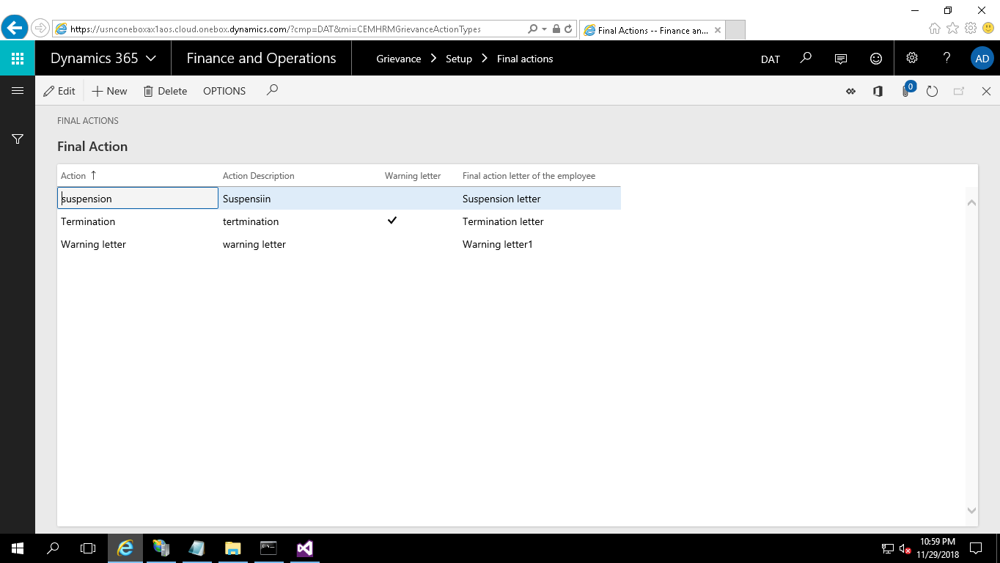 https://usnconeboxax1aos.cloud.onebox.dynamics.com/?cmp=DAT&mi=CEMHRMGrievanceActionTypes
Final Actions -- Finance an...
Dynamics 365
Finance and Operations
Grievance > Setup > Final actions
DAT
?
AD
Edit
+ New
Delete
OPTIONS
0
FINAL ACTIONS
Final Action
Action ↑ Action Description Warning letter Final action letter of the employee
suspension Suspensiin Suspension letter
Termination tertmination ✓ Termination letter
Warning letter warning letter Warning letter1
10:59 PM
11/29/2018